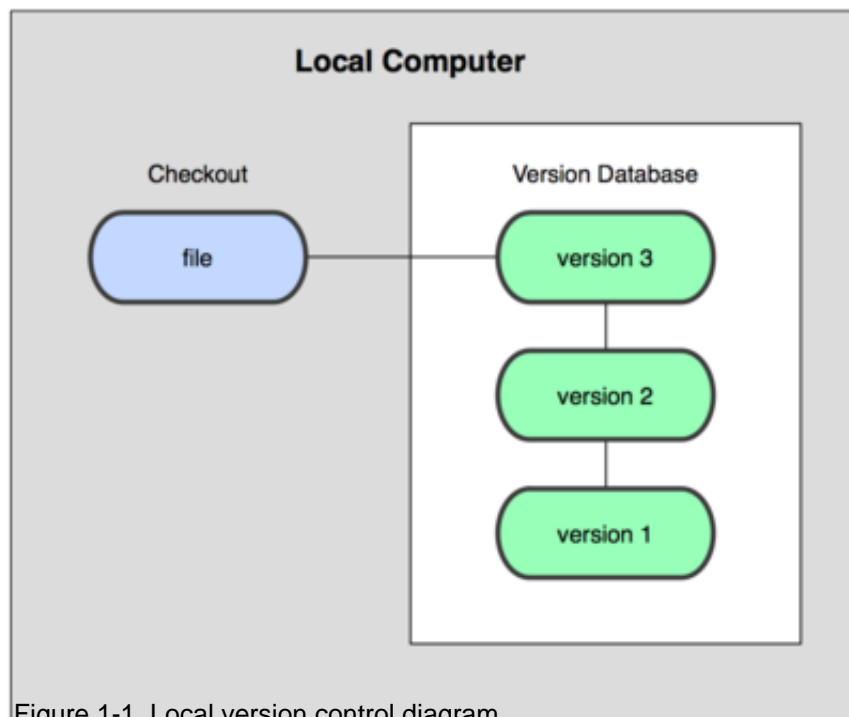 Local Computer
Checkout
Version Database
file
version 3
version 2
version 1
Figure 1-1. Local version control diagram.